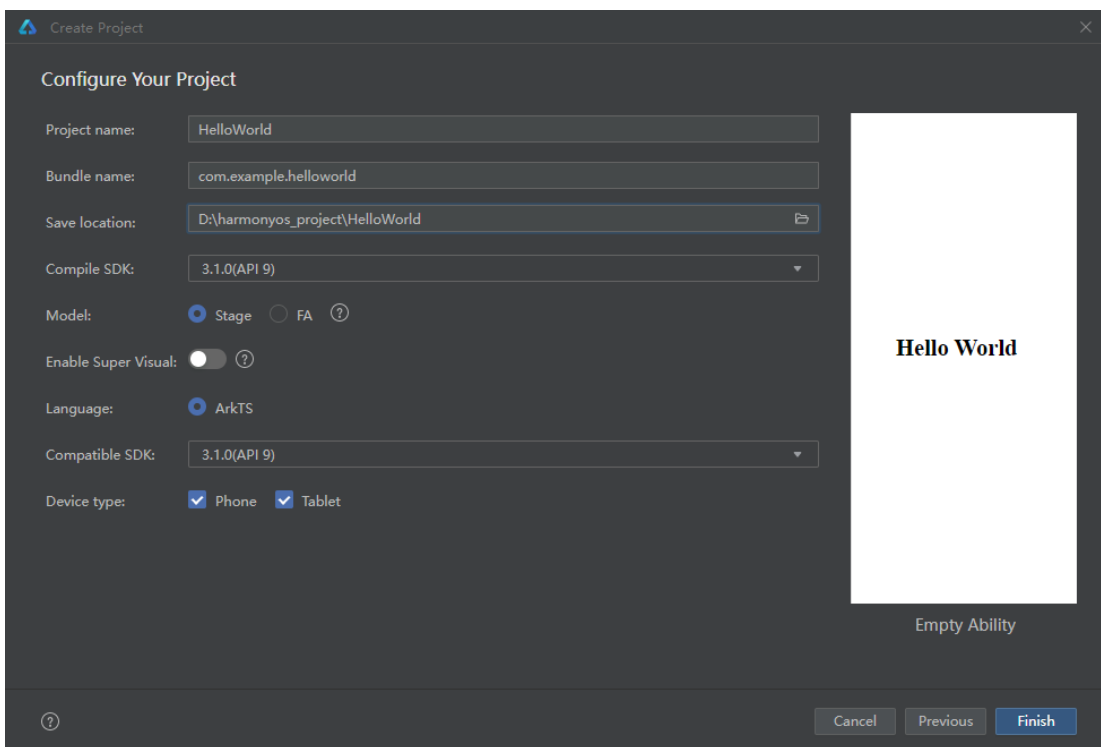 Create Project
Configure Your Project
Project name: HelloWorld
Bundle name: com.example.helloworld
Save location: D:\harmonyos_project\HelloWorld
Compile SDK: 3.1.0(API 9)
Model: Stage FA ?
Enable Super Visual: ?
Language: ArkTS
Compatible SDK: 3.1.0(API 9)
Device type: Phone Tablet
Hello World
Empty Ability
? Cancel Previous Finish